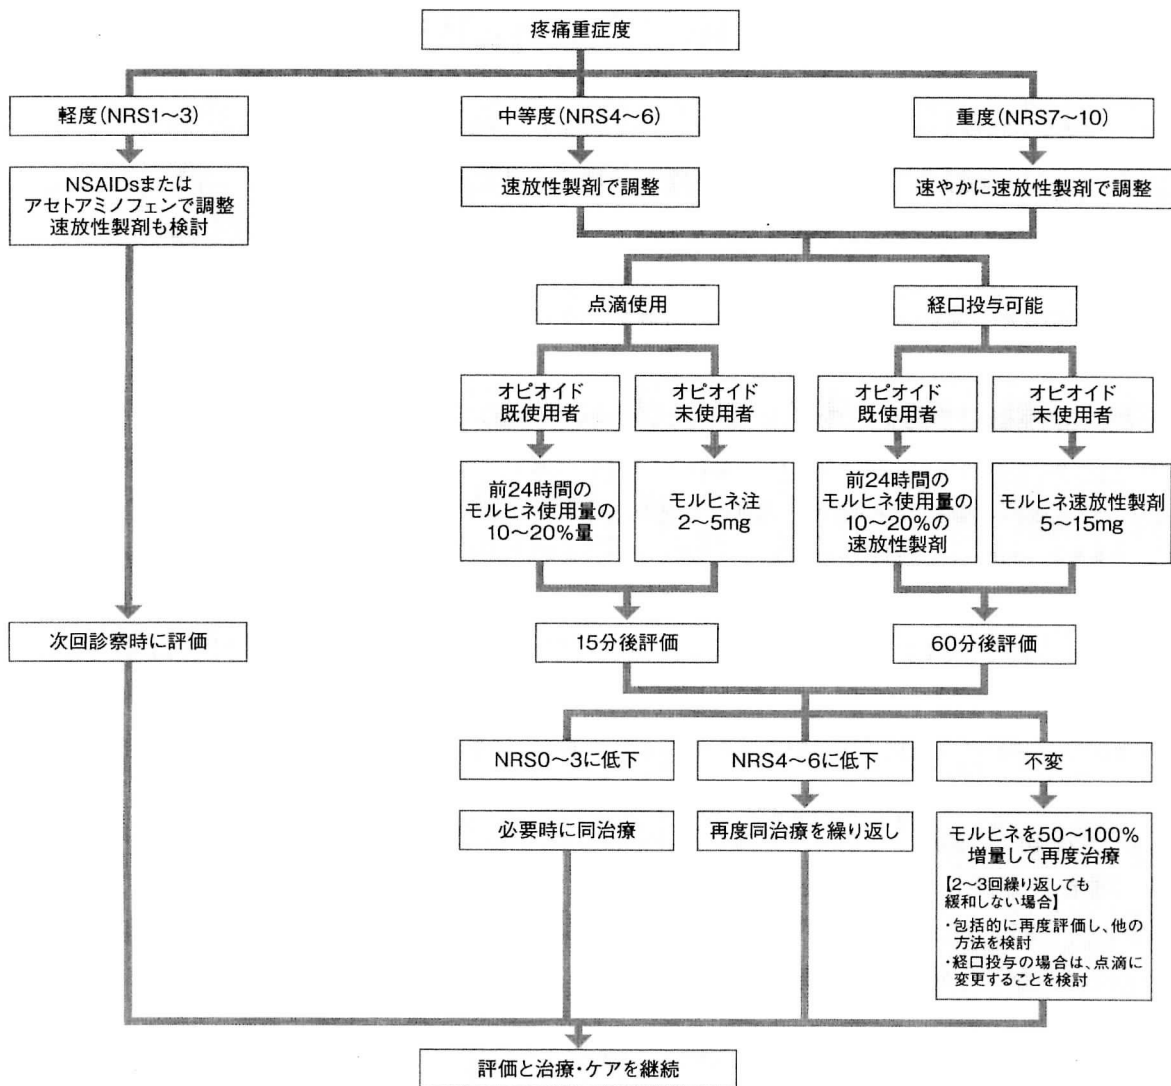 疼痛重症度
軽度(NRS1～3)
中等度(NRS4～6)
重度(NRS7～10)
NSAIDsまたは
アセトアミノフェンで調整
速放性製剤も検討
速放性製剤で調整
速やかに速放性製剤で調整
点滴使用
経口投与可能
オピオイド
既使用者
オピオイド
未使用者
オピオイド
既使用者
オピオイド
未使用者
前24時間の
モルヒネ使用量の
10～20%量
モルヒネ注
2～5mg
前24時間の
モルヒネ使用量の
10～20%の
速放性製剤
モルヒネ速放性製剤
5～15mg
次回診察時に評価
15分後評価
60分後評価
NRS0～3に低下
NRS4～6に低下
不変
必要時に同治療
再度同治療を繰り返し
モルヒネを50～100%
増量して再度治療
【2～3回繰り返しても
緩和しない場合】
・包括的に再度評価し、他の
方法を検討
・経口投与の場合は、点滴に
変更することを検討
評価と治療・ケアを継続